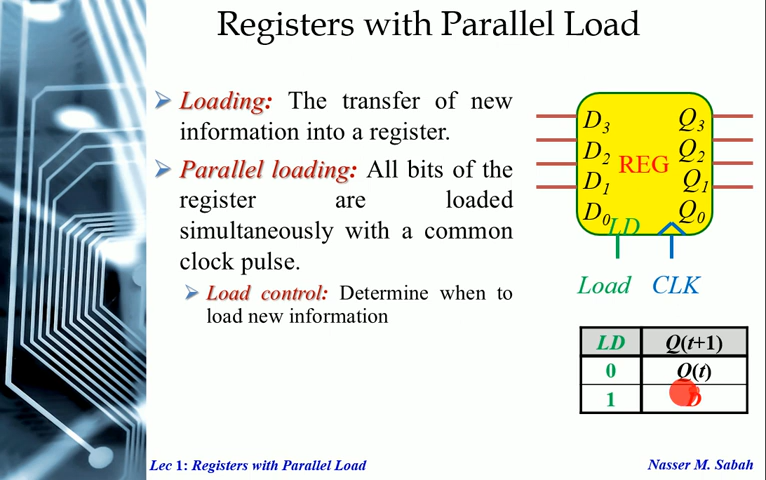 Registers with Parallel Load
Loading: The transfer of new
information into a register.
Parallel loading: All bits of the
register are loaded
simultaneously with a common
clock pulse.
Load control: Determine when to
load new information
D3 Q3
D2 Q2
REG
D1 Q1
D0 Q0
LD
Load CLK
LD Q(t+1)
0 Q(t)
1 D
Lec 1: Registers with Parallel Load
Nasser M. Sabah